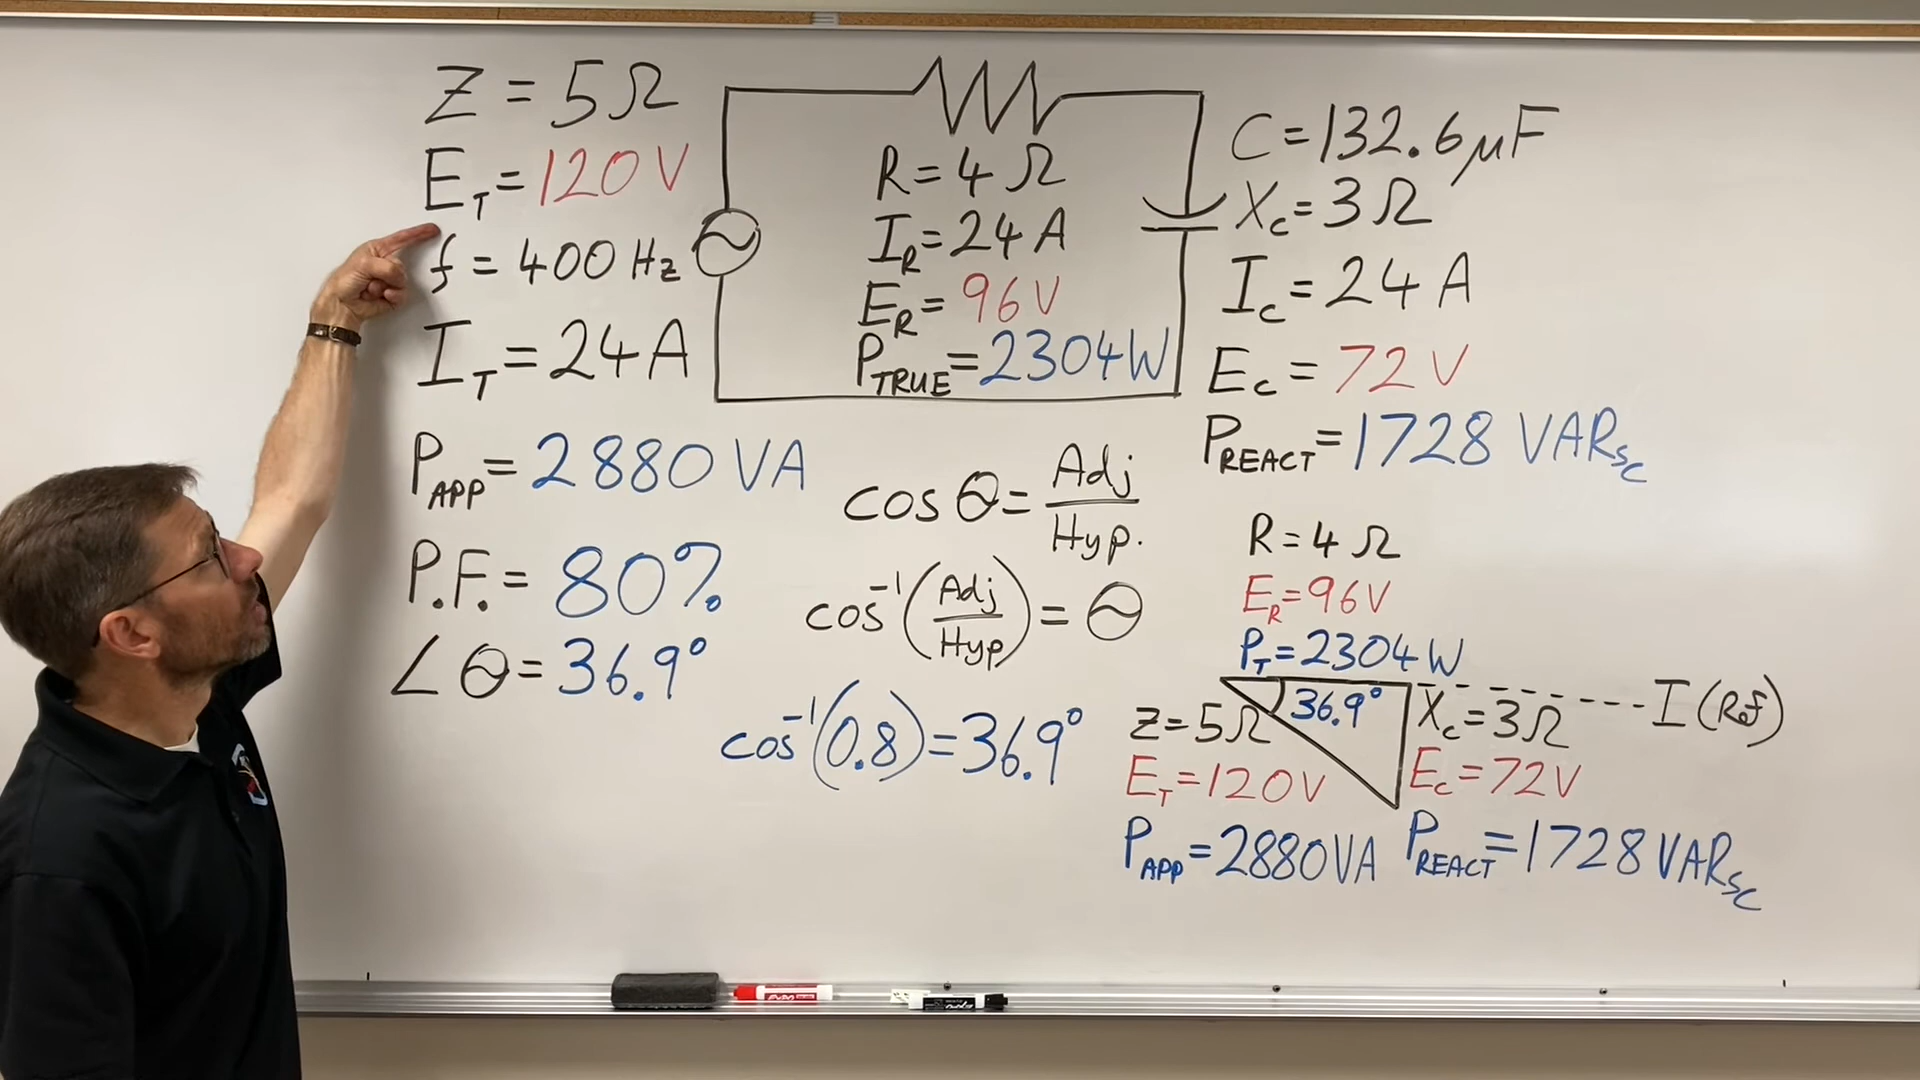 Z = 5Ω
E_T = 120V
f = 400 Hz
I_T = 24A
P_APP = 2880 VA
P.F. = 80%
∠θ = 36.9°
R = 4Ω
I_R = 24A
E_R = 96V
P_TRUE = 2304W
C = 132.6μF
X_C = 3Ω
I_C = 24A
E_C = 72V
P_REACT = 1728 VARs_C
cos θ = Adj / Hyp.
cos⁻¹(Adj / Hyp) = θ
cos⁻¹(0.8) = 36.9°
R = 4Ω
E_R = 96V
P_T = 2304W
36.9°
I (Ref)
Z = 5Ω
E_T = 120V
P_APP = 2880VA
X_C = 3Ω
E_C = 72V
P_REACT = 1728 VARs_C
EXPO